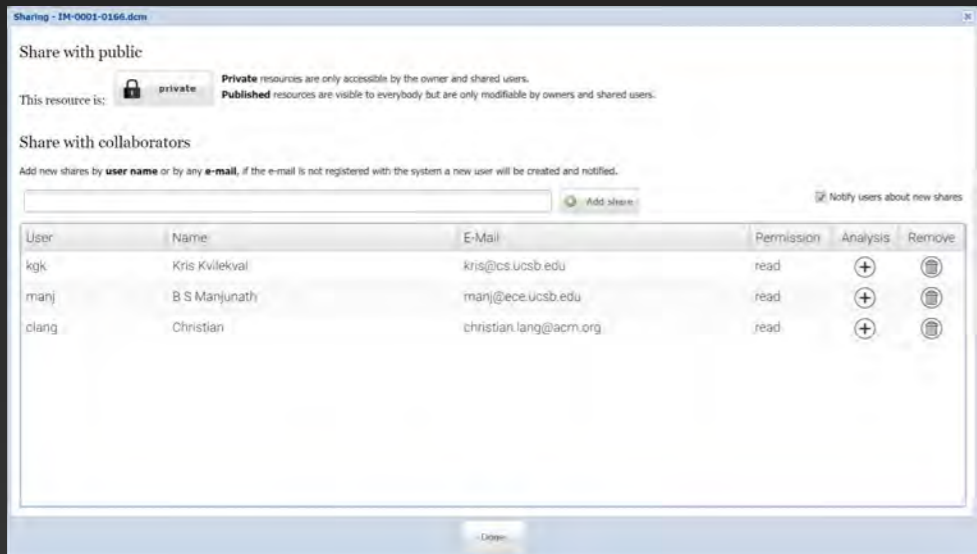 Sharing - IM-0001-0166.dcm
Share with public
This resource is: private
Private resources are only accessible by the owner and shared users.
Published resources are visible to everybody but are only modifiable by owners and shared users.
Share with collaborators
Add new shares by user name or by any e-mail, if the e-mail is not registered with the system a new user will be created and notified.
Add share
Notify users about new shares
User Name E-Mail Permission Analysis Remove
kgk Kris Kvilekval kris@cs.ucsb.edu read
manj B S Manjunath manj@ece.ucsb.edu read
clang Christian christian.lang@acm.org read
Done